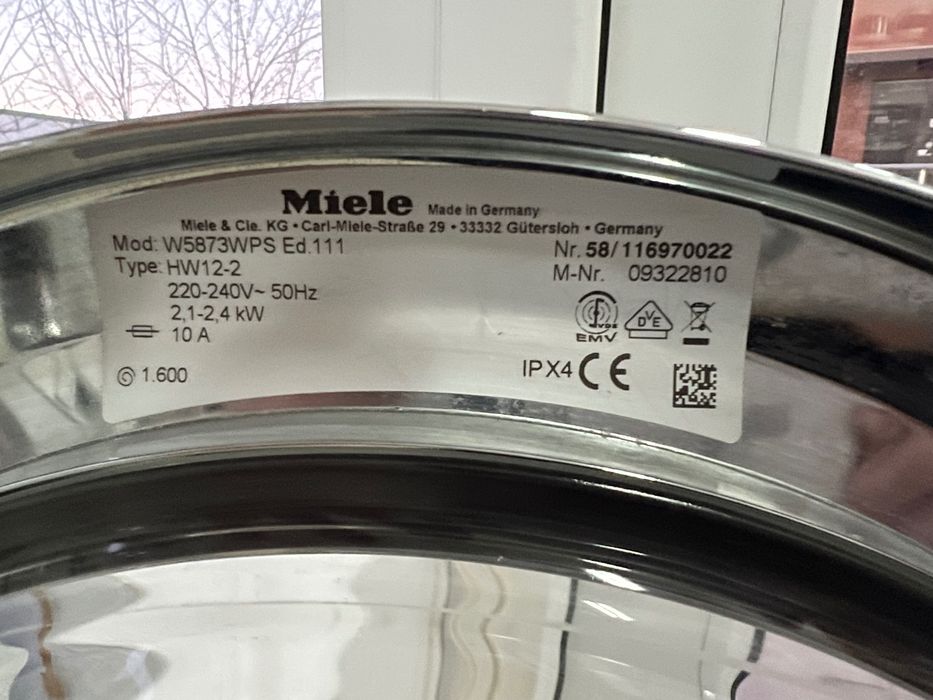 Miele Made in Germany
Miele & Cie. KG • Carl-Miele-Straße 29 • 33332 Gütersloh • Germany
Mod: W5873WPS Ed.111
Nr. 58/ 116970022
Type: HW12-2
M-Nr. 09322810
220-240V~ 50Hz
2,1-2,4 kW
10 A
DVE
EMV
1.600
IPX4 CE